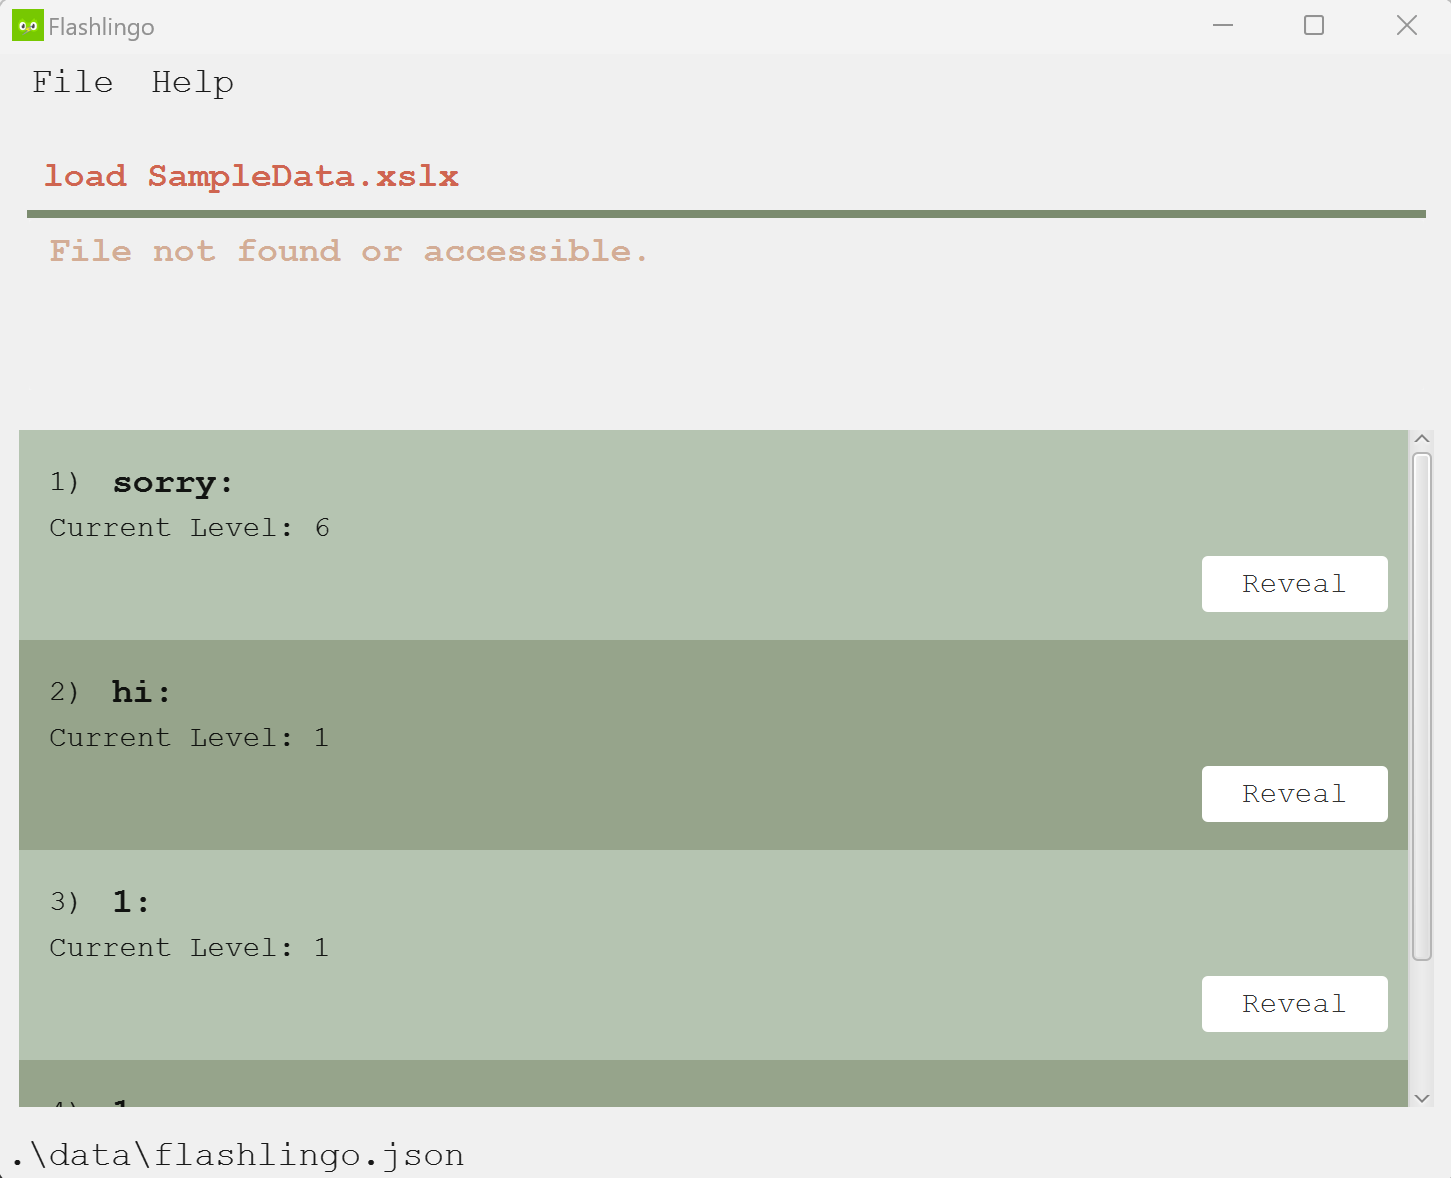 Flashlingo
File Help
load SampleData.xslx
File not found or accessible.
1) sorry:
Current Level: 6
Reveal
2) hi:
Current Level: 1
Reveal
3) 1:
Current Level: 1
Reveal
.\data\flashlingo.json